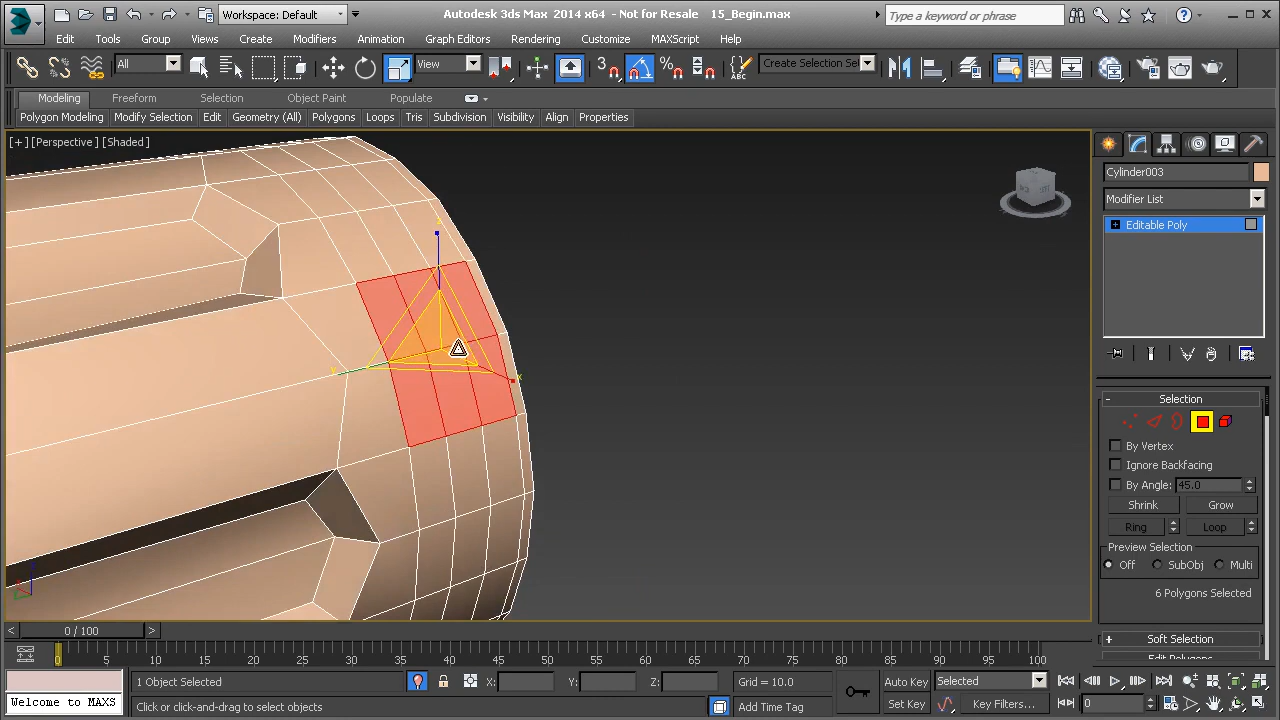 Workspace: Default
Autodesk 3ds Max 2014 x64 - Not for Resale 15_Begin.max
Type a keyword or phrase
Edit Tools Group Views Create Modifiers Animation Graph Editors Rendering Customize MAXScript Help
All
View
3
%
ABC
Create Selection Se
Modeling Freeform Selection Object Paint Populate
Polygon Modeling Modify Selection Edit Geometry (All) Polygons Loops Tris Subdivision Visibility Align Properties
[+][Perspective][Shaded]
Cylinder003
Modifier List
Editable Poly
x
- Selection
By Vertex
Ignore Backfacing
By Angle: 45.0
Shrink Grow
Ring Loop
Preview Selection
Off SubObj Multi
6 Polygons Selected
+ Soft Selection
< 0 / 100 >
0 5 10 15 20 25 30 35 40 45 50 55 60 65 70 75 80 85 90 95 100
1 Object Selected X: Y: Z: Grid = 10.0 Auto Key Selected
Welcome to MAXS
Click or click-and-drag to select objects Add Time Tag Set Key Key Filters... 0